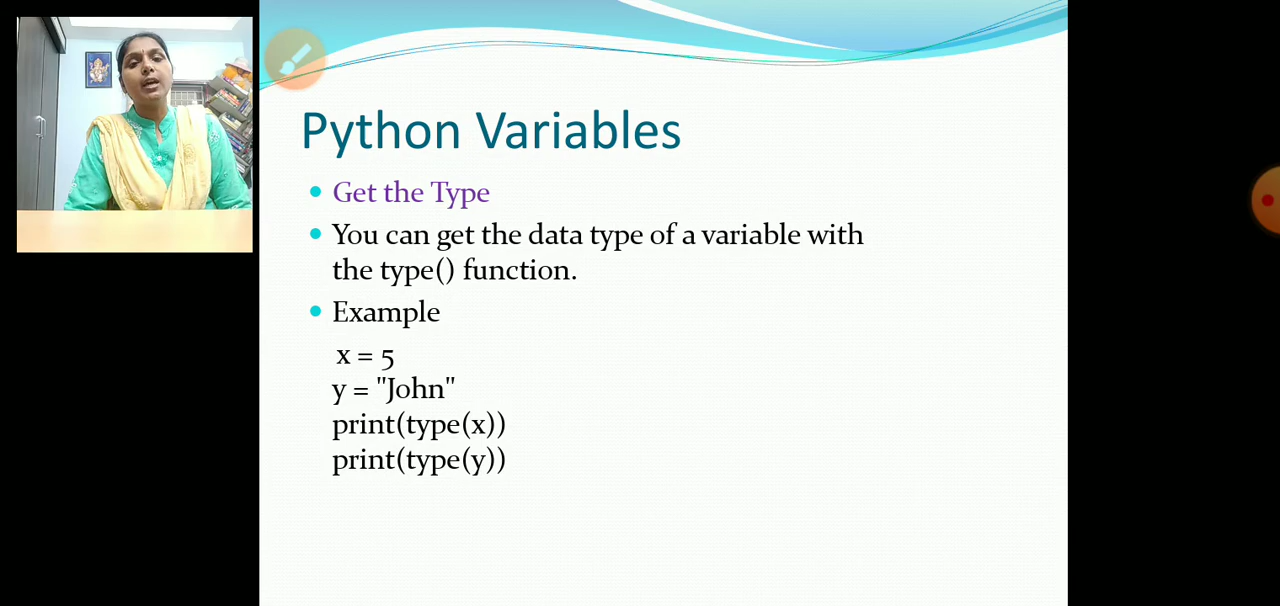 Python Variables
Get the Type
You can get the data type of a variable with
the type() function.
Example
x = 5
y = "John"
print(type(x))
print(type(y))